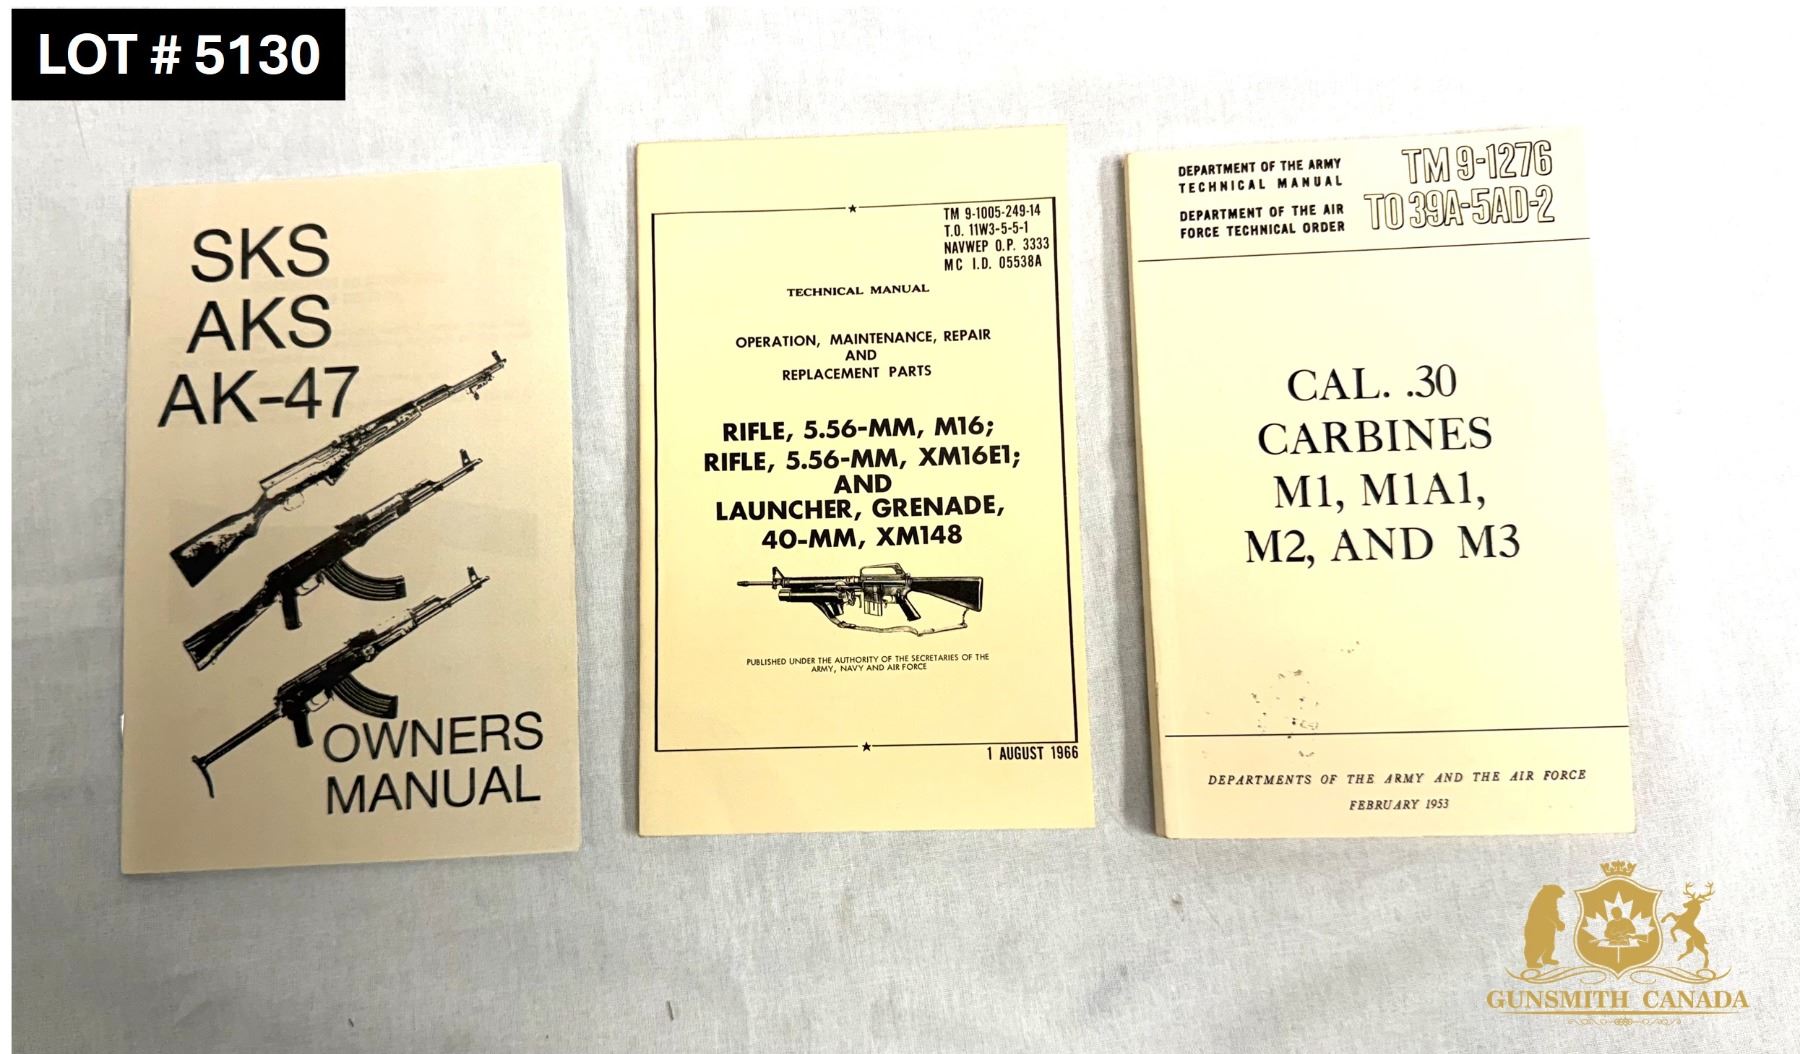 LOT # 5130
SKS
AKS
AK-47
OWNERS
MANUAL
TM 9-1005-249-14
T.O. 11W3-5-5-1
NAVWEP O.P. 3333
MC I.D. 05538A
TECHNICAL MANUAL
OPERATION, MAINTENANCE, REPAIR
AND
REPLACEMENT PARTS
RIFLE, 5.56-MM, M16;
RIFLE, 5.56-MM, XM16E1;
AND
LAUNCHER, GRENADE,
40-MM, XM148
PUBLISHED UNDER THE AUTHORITY OF THE SECRETARIES OF THE
ARMY, NAVY AND AIR FORCE
1 AUGUST 1966
DEPARTMENT OF THE ARMY
TECHNICAL MANUAL
DEPARTMENT OF THE AIR
FORCE TECHNICAL ORDER
TM 9-1276
TO 39A-5AD-2
CAL. .30
CARBINES
M1, M1A1,
M2, AND M3
DEPARTMENTS OF THE ARMY AND THE AIR FORCE
FEBRUARY 1953
GUNSMITH CANADA